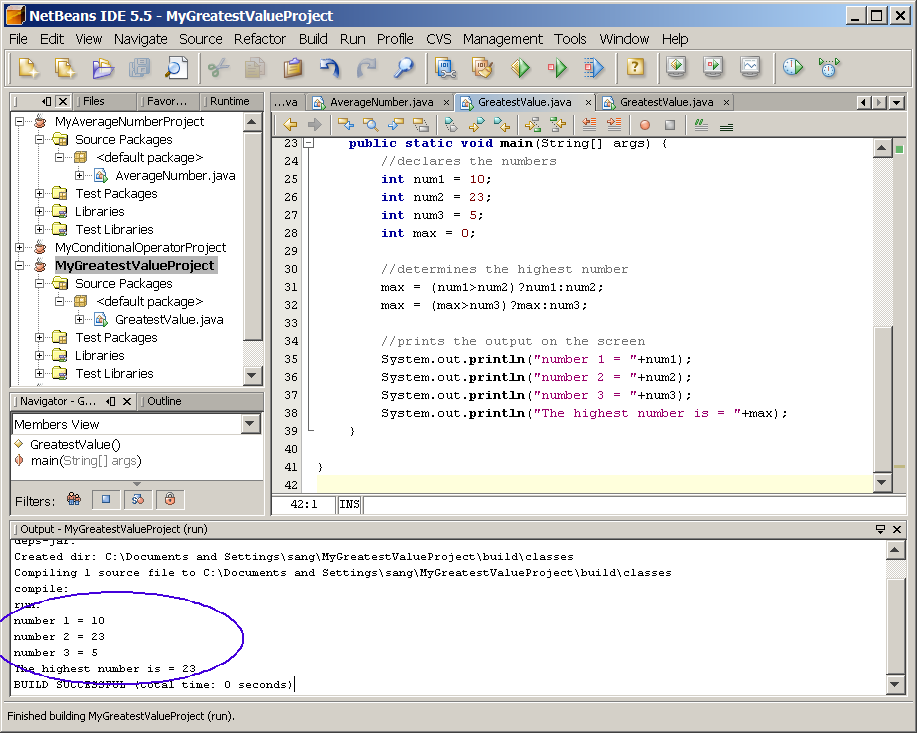 NetBeans IDE 5.5 - MyGreatestValueProject
File Edit View Navigate Source Refactor Build Run Profile CVS Management Tools Window Help
Files Favor... Runtime
MyAverageNumberProject
Source Packages
<default package>
AverageNumber.java
Test Packages
Libraries
Test Libraries
MyConditionalOperatorProject
MyGreatestValueProject
Source Packages
<default package>
GreatestValue.java
Test Packages
Libraries
Test Libraries
Navigator - G... Outline
Members View
GreatestValue()
main(String[] args)
Filters:
...va AverageNumber.java × GreatestValue.java × GreatestValue.java ×
23 public static void main(String[] args) {
24 //declares the numbers
25 int num1 = 10;
26 int num2 = 23;
27 int num3 = 5;
28 int max = 0;
29
30 //determines the highest number
31 max = (num1>num2)?num1:num2;
32 max = (max>num3)?max:num3;
33
34 //prints the output on the screen
35 System.out.println("number 1 = "+num1);
36 System.out.println("number 2 = "+num2);
37 System.out.println("number 3 = "+num3);
38 System.out.println("The highest number is = "+max);
39 }
40
41 }
42
42:1 INS
Output - MyGreatestValueProject (run)
deps-jar:
Created dir: C:\Documents and Settings\sang\MyGreatestValueProject\build\classes
Compiling 1 source file to C:\Documents and Settings\sang\MyGreatestValueProject\build\classes
compile:
run:
number 1 = 10
number 2 = 23
number 3 = 5
The highest number is = 23
BUILD SUCCESSFUL (total time: 0 seconds)
Finished building MyGreatestValueProject (run).